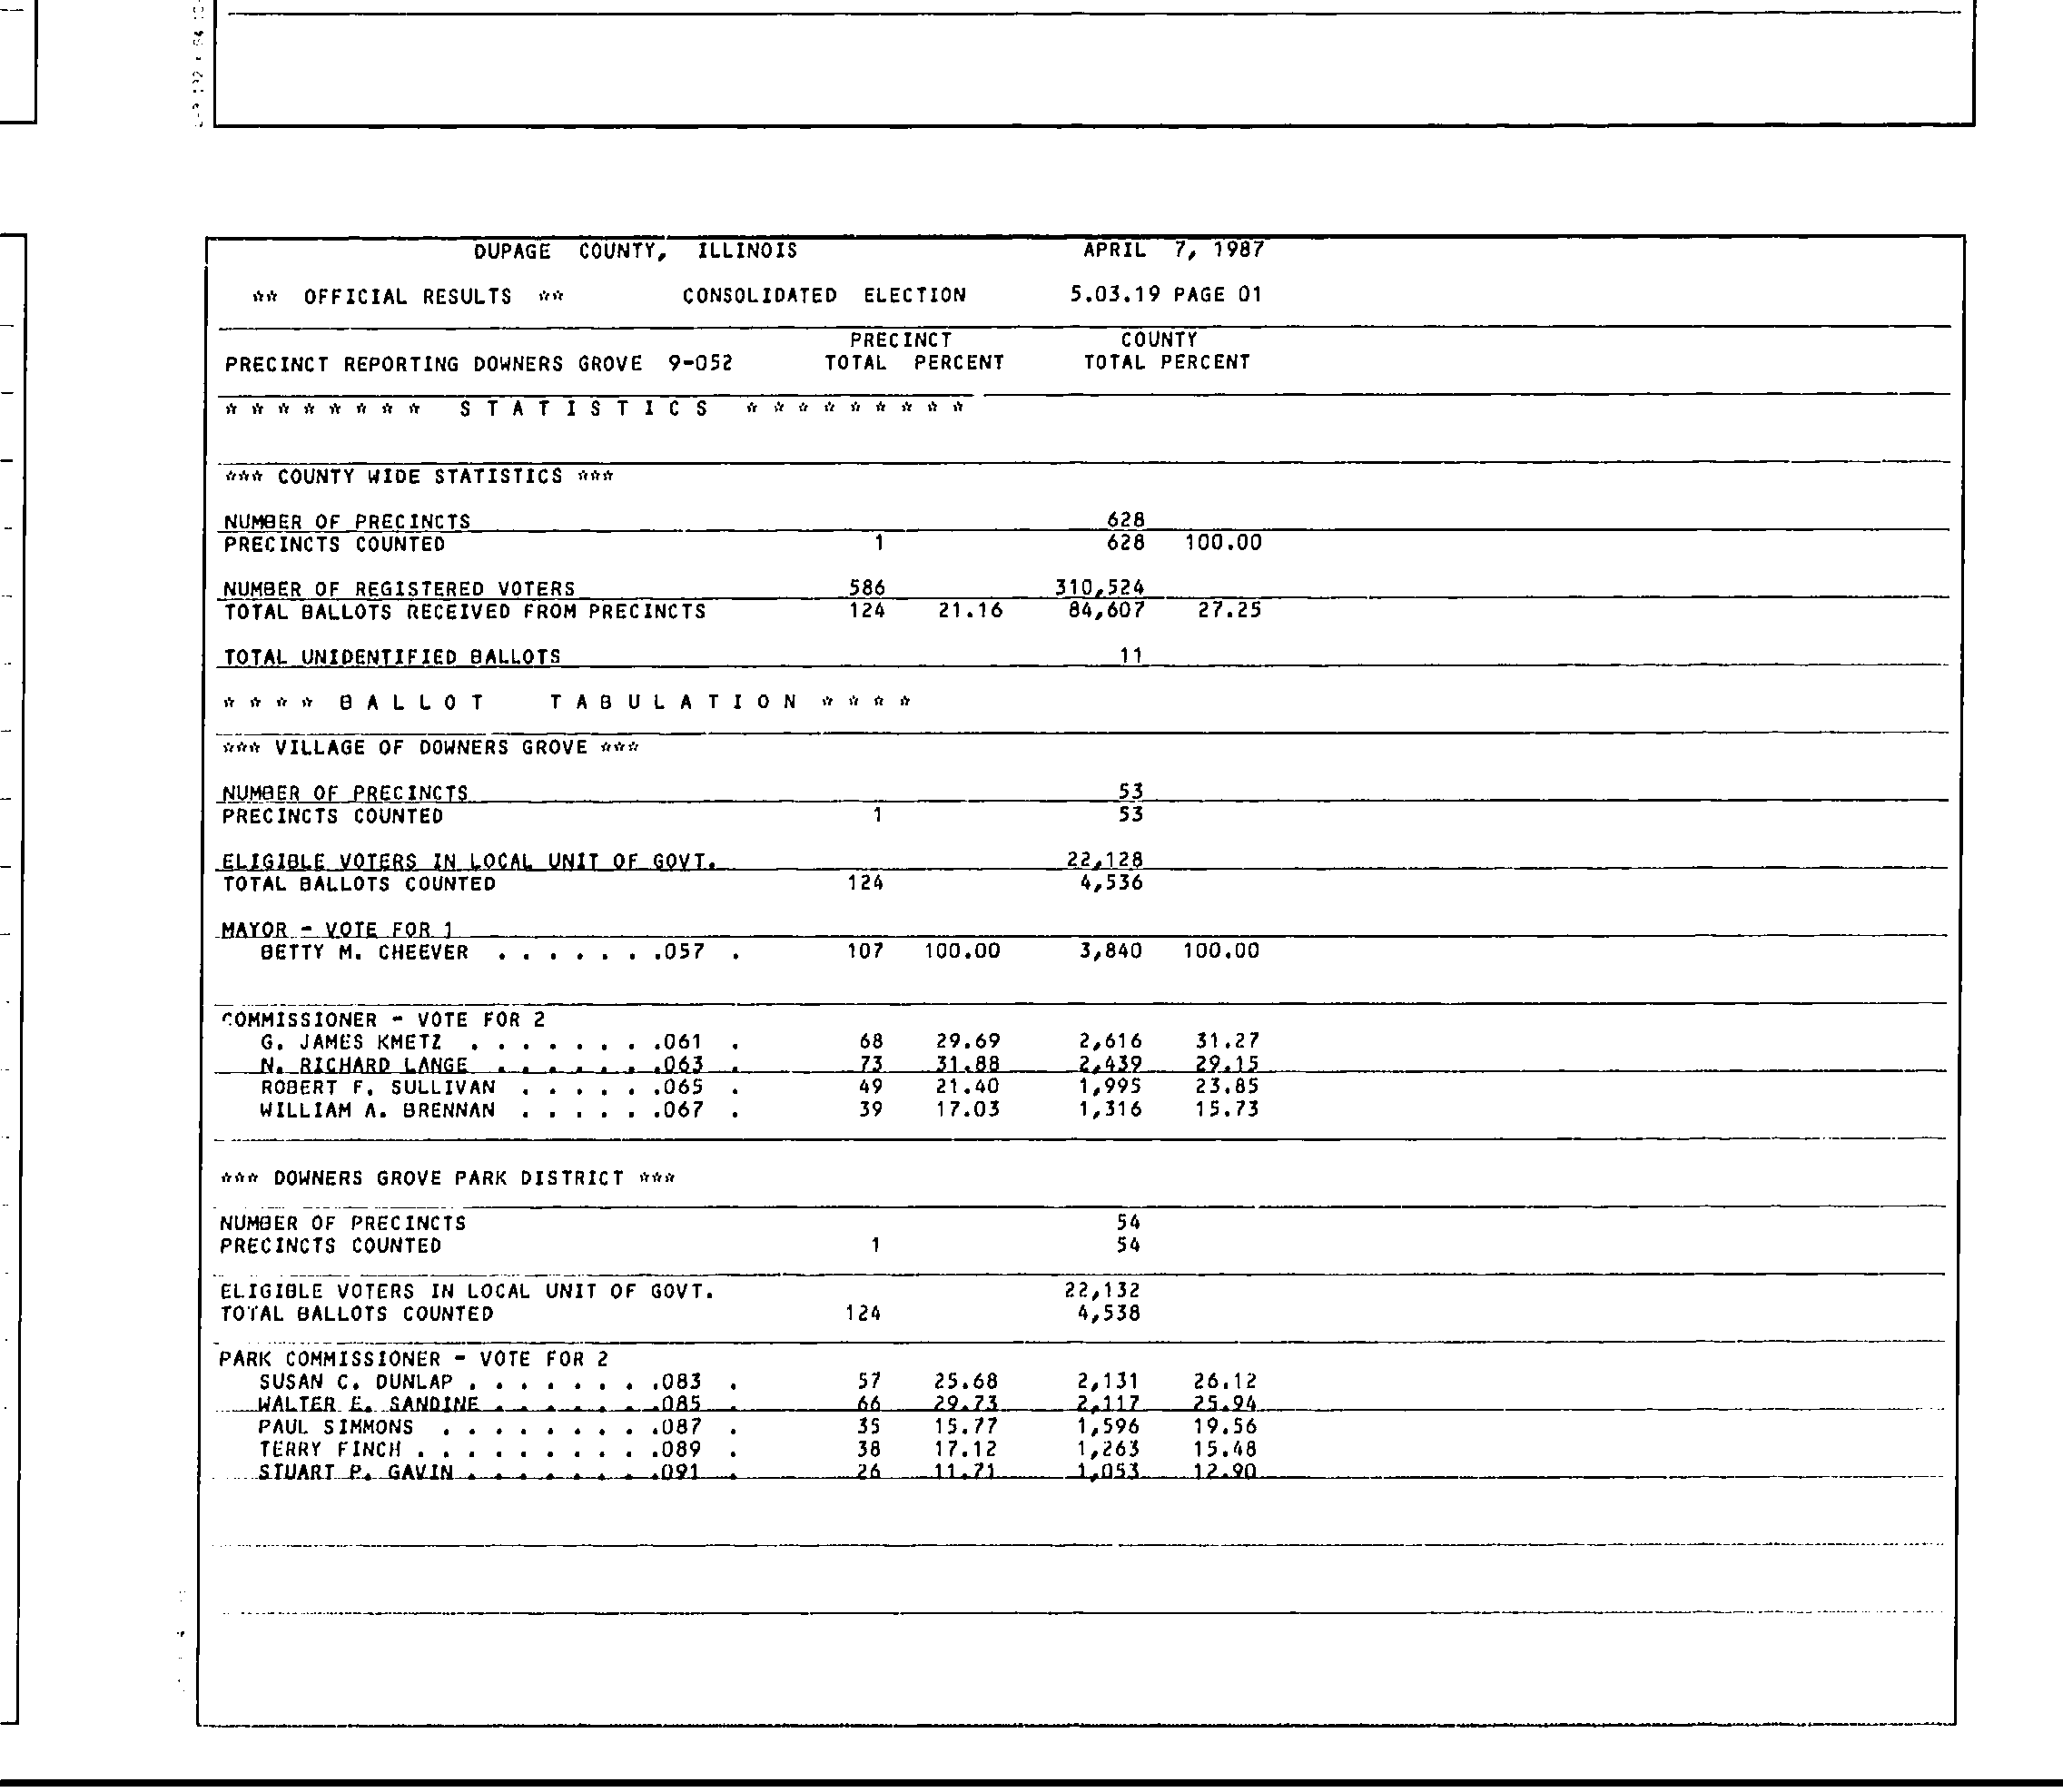 DUPAGE COUNTY, ILLINOIS APRIL 7, 1987
** OFFICIAL RESULTS ** CONSOLIDATED ELECTION 5.03.19 PAGE 01
PRECINCT COUNTY
PRECINCT REPORTING DOWNERS GROVE 9-052 TOTAL PERCENT TOTAL PERCENT
* * * * * * * * S T A T I S T I C S * * * * * * * * *
*** COUNTY WIDE STATISTICS ***
NUMBER OF PRECINCTS 628
PRECINCTS COUNTED 1 628 100.00
NUMBER OF REGISTERED VOTERS 586 310,524
TOTAL BALLOTS RECEIVED FROM PRECINCTS 124 21.16 84,607 27.25
TOTAL UNIDENTIFIED BALLOTS 11
* * * * B A L L O T T A B U L A T I O N * * * *
*** VILLAGE OF DOWNERS GROVE ***
NUMBER OF PRECINCTS 53
PRECINCTS COUNTED 1 53
ELIGIBLE VOTERS IN LOCAL UNIT OF GOVT. 22,128
TOTAL BALLOTS COUNTED 124 4,536
MAYOR - VOTE FOR 1
BETTY M. CHEEVER . . . . . . .057 . 107 100.00 3,840 100.00
COMMISSIONER - VOTE FOR 2
G. JAMES KMETZ . . . . . . . .061 . 68 29.69 2,616 31.27
N. RICHARD LANGE . . . . . . .063 . 73 31.88 2,439 29.15
ROBERT F. SULLIVAN . . . . . .065 . 49 21.40 1,995 23.85
WILLIAM A. BRENNAN . . . . . .067 . 39 17.03 1,316 15.73
*** DOWNERS GROVE PARK DISTRICT ***
NUMBER OF PRECINCTS 54
PRECINCTS COUNTED 1 54
ELIGIBLE VOTERS IN LOCAL UNIT OF GOVT. 22,132
TOTAL BALLOTS COUNTED 124 4,538
PARK COMMISSIONER - VOTE FOR 2
SUSAN C. DUNLAP . . . . . . . .083 . 57 25.68 2,131 26.12
WALTER E. SANDINE . . . . . . .085 . 66 29.73 2,117 25.94
PAUL SIMMONS . . . . . . . . .087 . 35 15.77 1,596 19.56
TERRY FINCH . . . . . . . . . .089 . 38 17.12 1,263 15.48
STUART P. GAVIN . . . . . . . .091 . 26 11.71 1,053 12.90